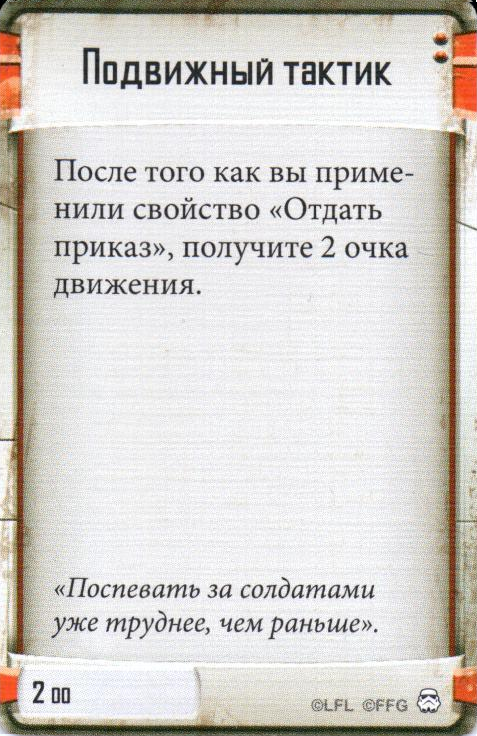 Подвижный тактик
После того как вы приме-
нили свойство «Отдать
приказ», получите 2 очка
движения.
«Поспевать за солдатами
уже труднее, чем раньше».
2 ОО
©LFL ©FFG